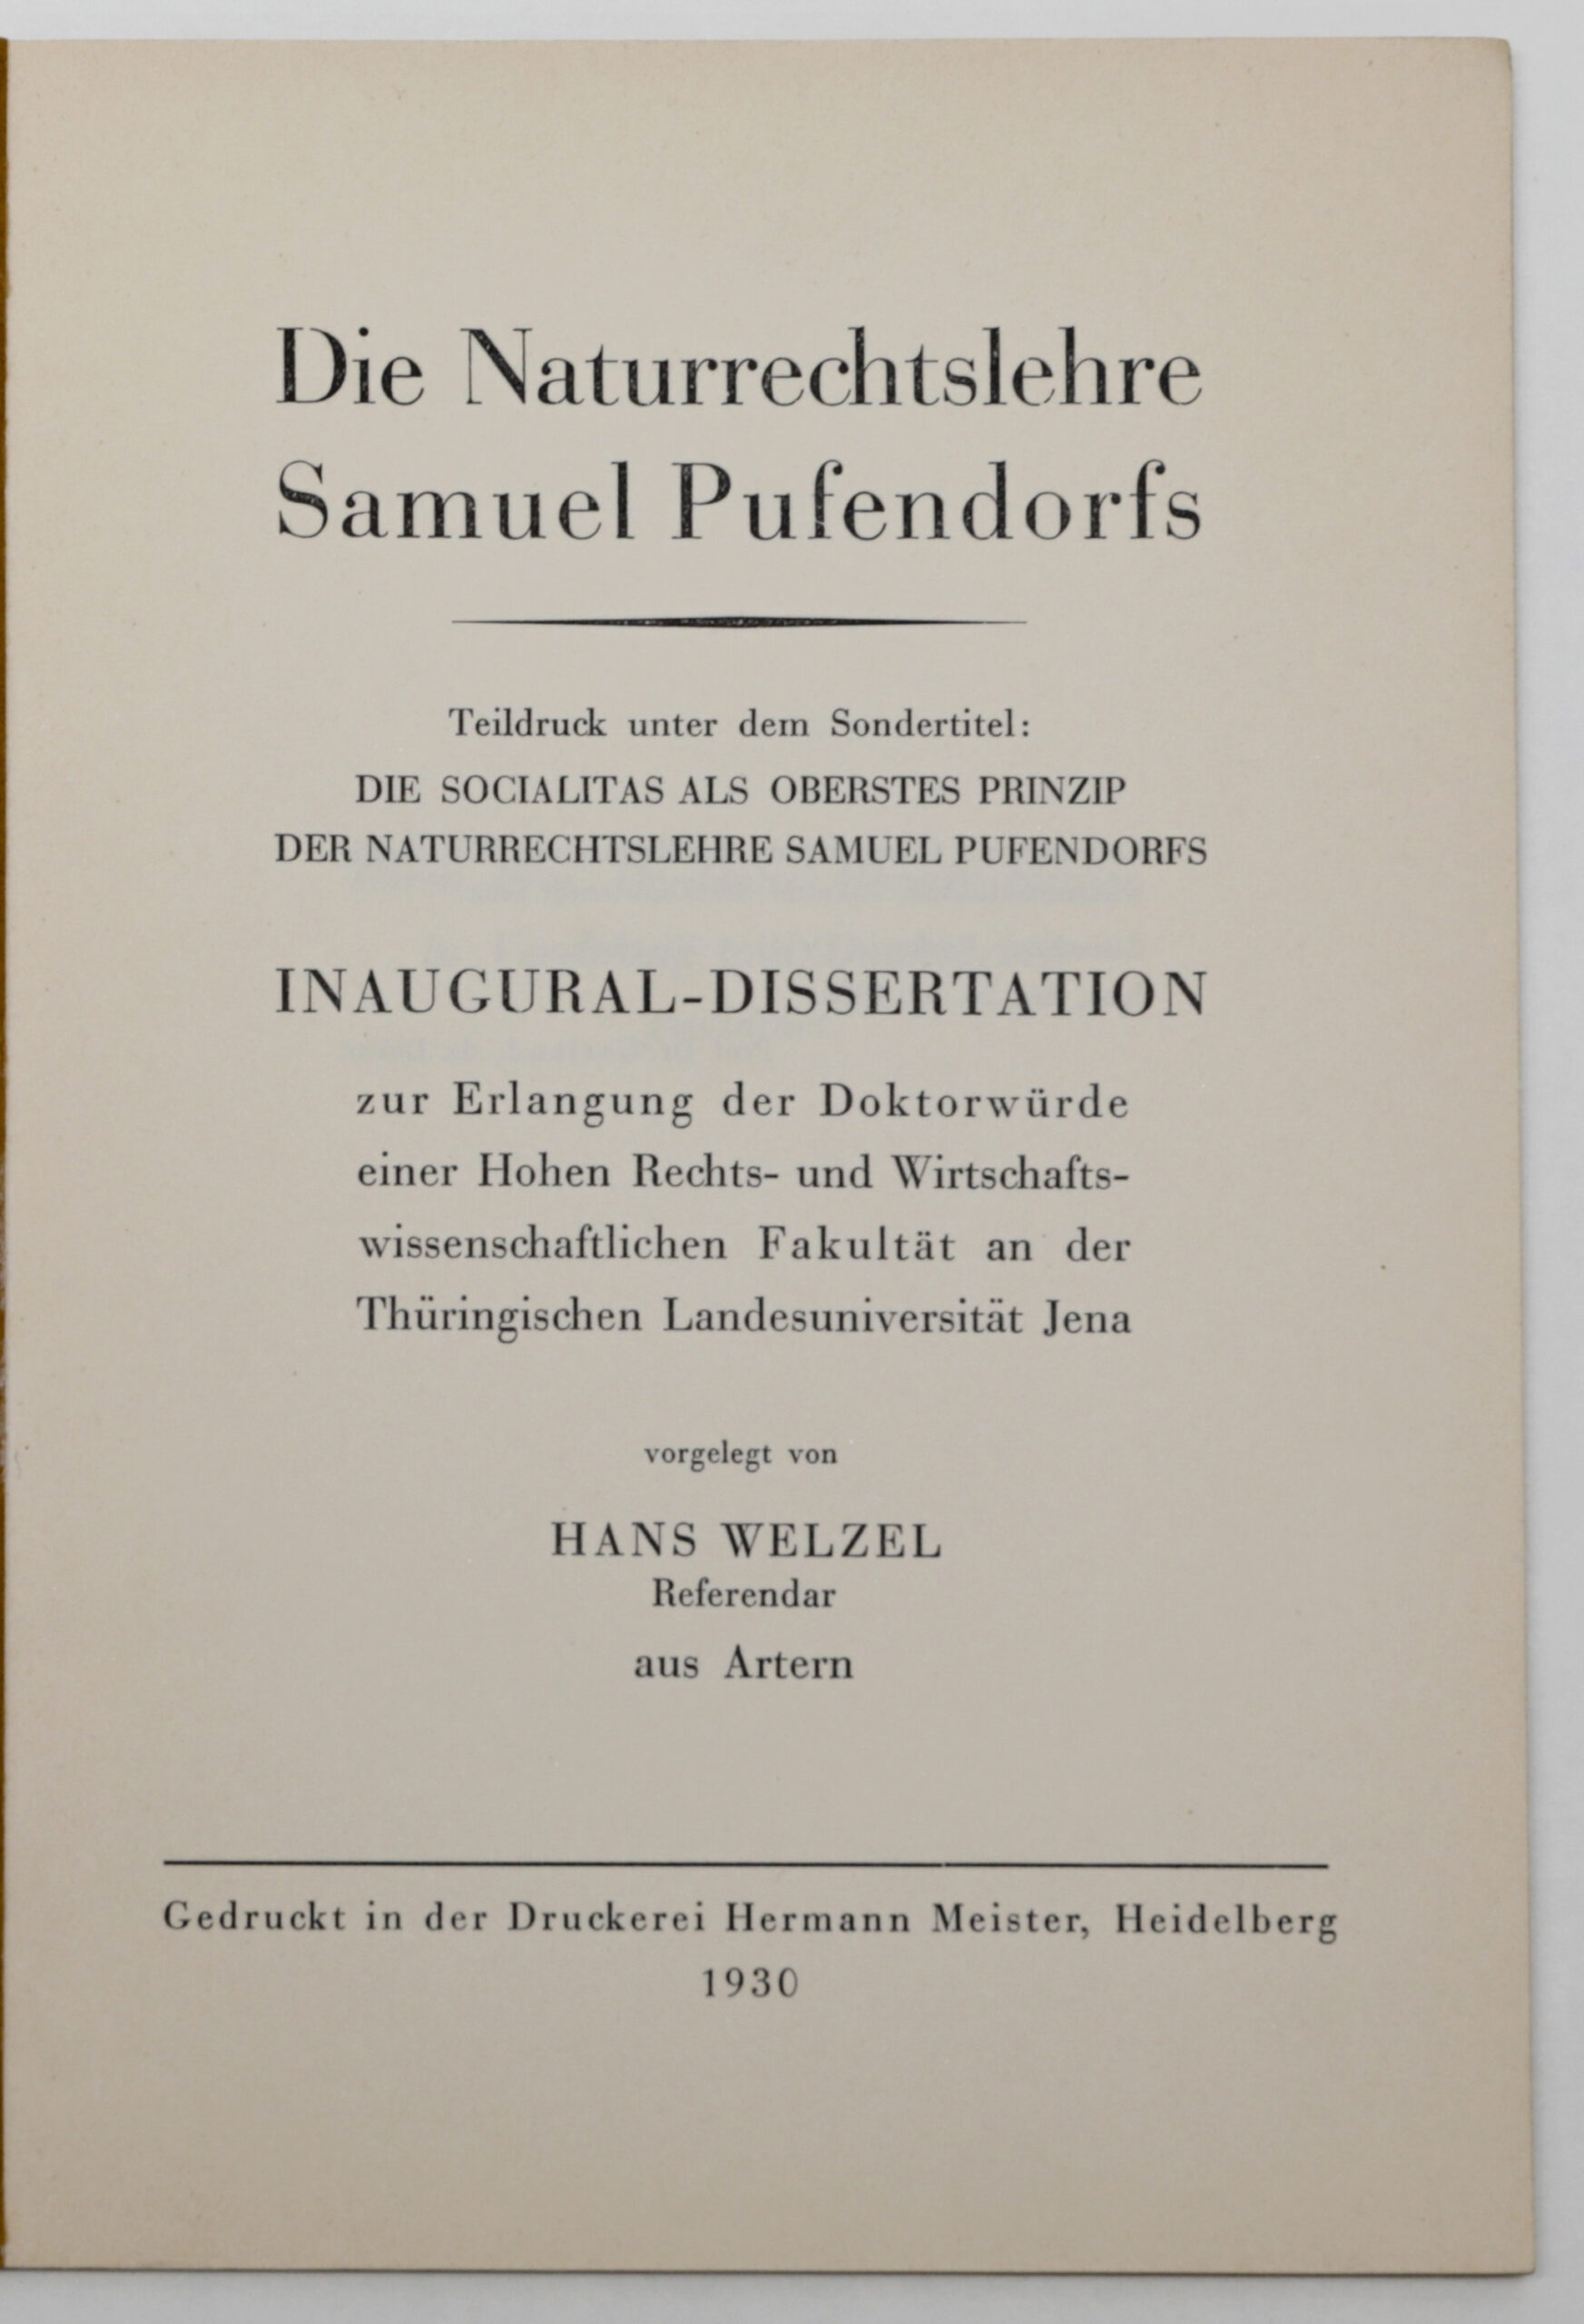 Die Naturrechtslehre
Samuel Pufendorfs
Teildruck unter dem Sondertitel:
DIE SOCIALITAS ALS OBERSTES PRINZIP
DER NATURRECHTSLEHRE SAMUEL PUFENDORFS
INAUGURAL-DISSERTATION
zur Erlangung der Doktorwürde
einer Hohen Rechts- und Wirtschafts-
wissenschaftlichen Fakultät an der
Thüringischen Landesuniversität Jena
vorgelegt von
HANS WELZEL
Referendar
aus Artern
Gedruckt in der Druckerei Hermann Meister, Heidelberg
1930